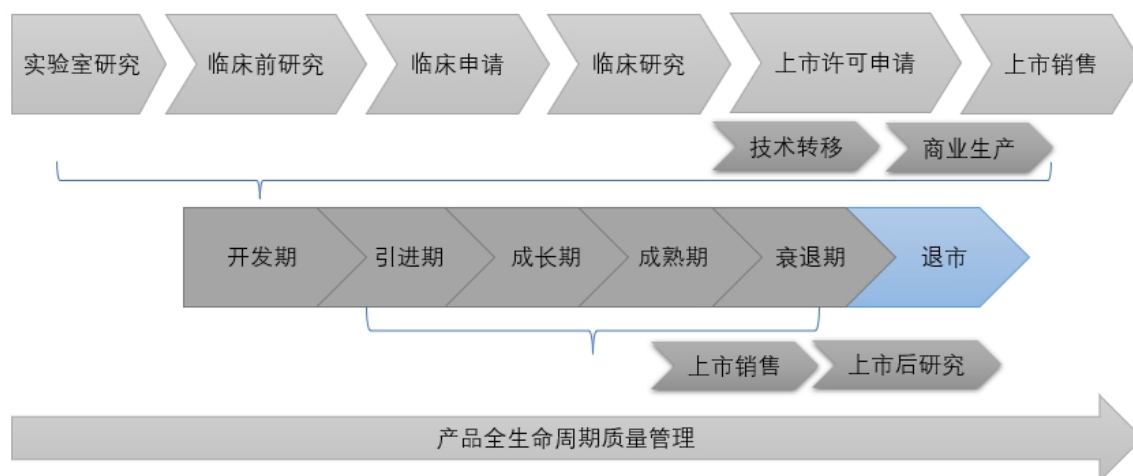 实验室研究
临床前研究
临床申请
临床研究
上市许可申请
上市销售
技术转移
商业生产
开发期
引进期
成长期
成熟期
衰退期
退市
上市销售
上市后研究
产品全生命周期质量管理